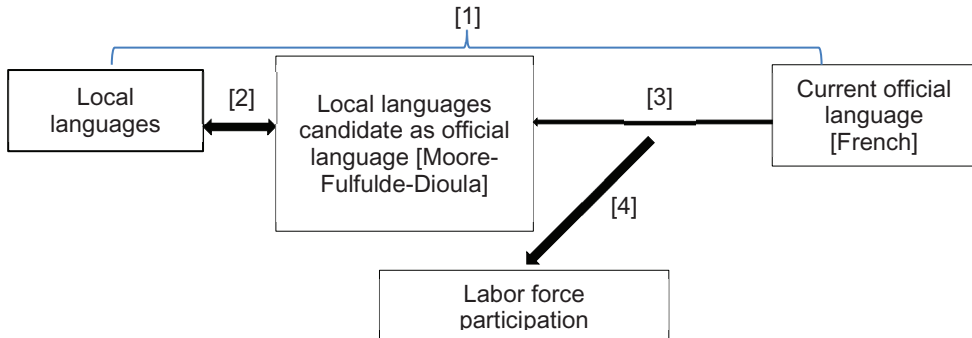 [1]
Local
languages
[2]
Local languages
candidate as official
language [Moore-
Fulfulde-Dioula]
[3]
Current official
language
[French]
[4]
Labor force
participation